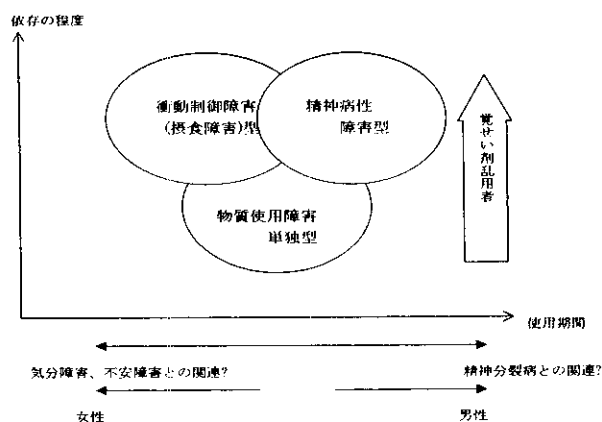 依存の程度
衝動制御障害
(摂食障害)型
精神病性
障害型
覚せい剤乱用者
物質使用障害
単独型
使用期間
気分障害、不安障害との関連?
精神分裂病との関連?
女性
男性